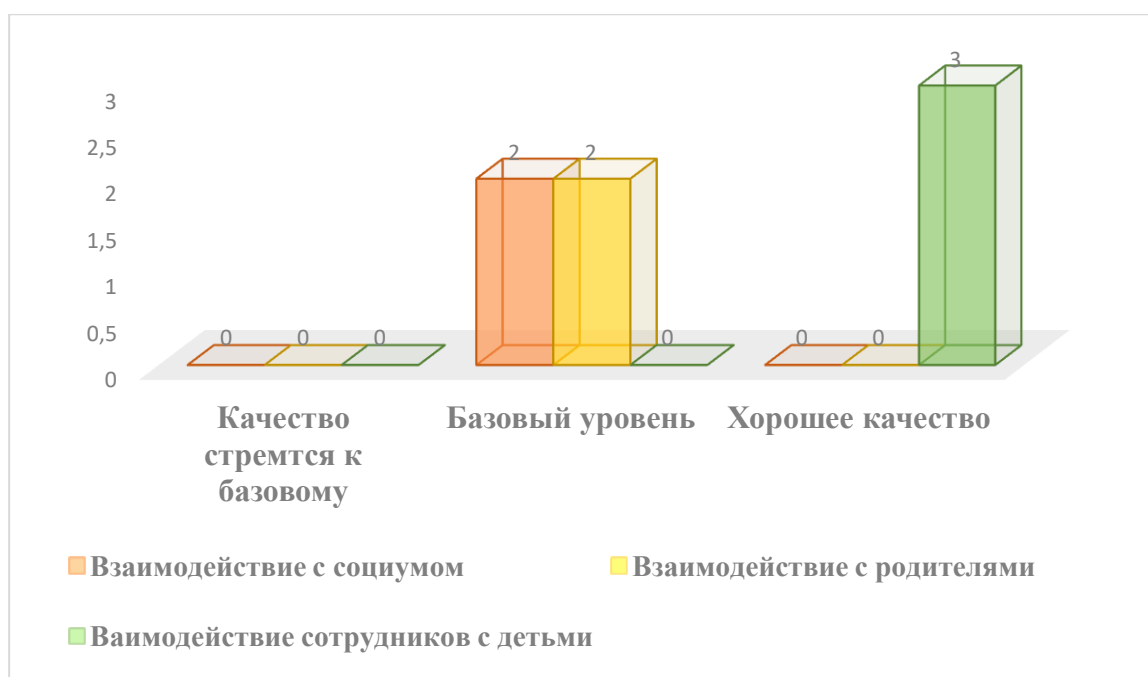 3
3
2,5
2 2
2
1,5
1
0,5
0 0 0 0 0 0
0
Качество Базовый уровень Хорошее качество
стремтся к
базовому
Взаимодействие с социумом Взаимодействие с родителями
Ваимодействие сотрудников с детьми